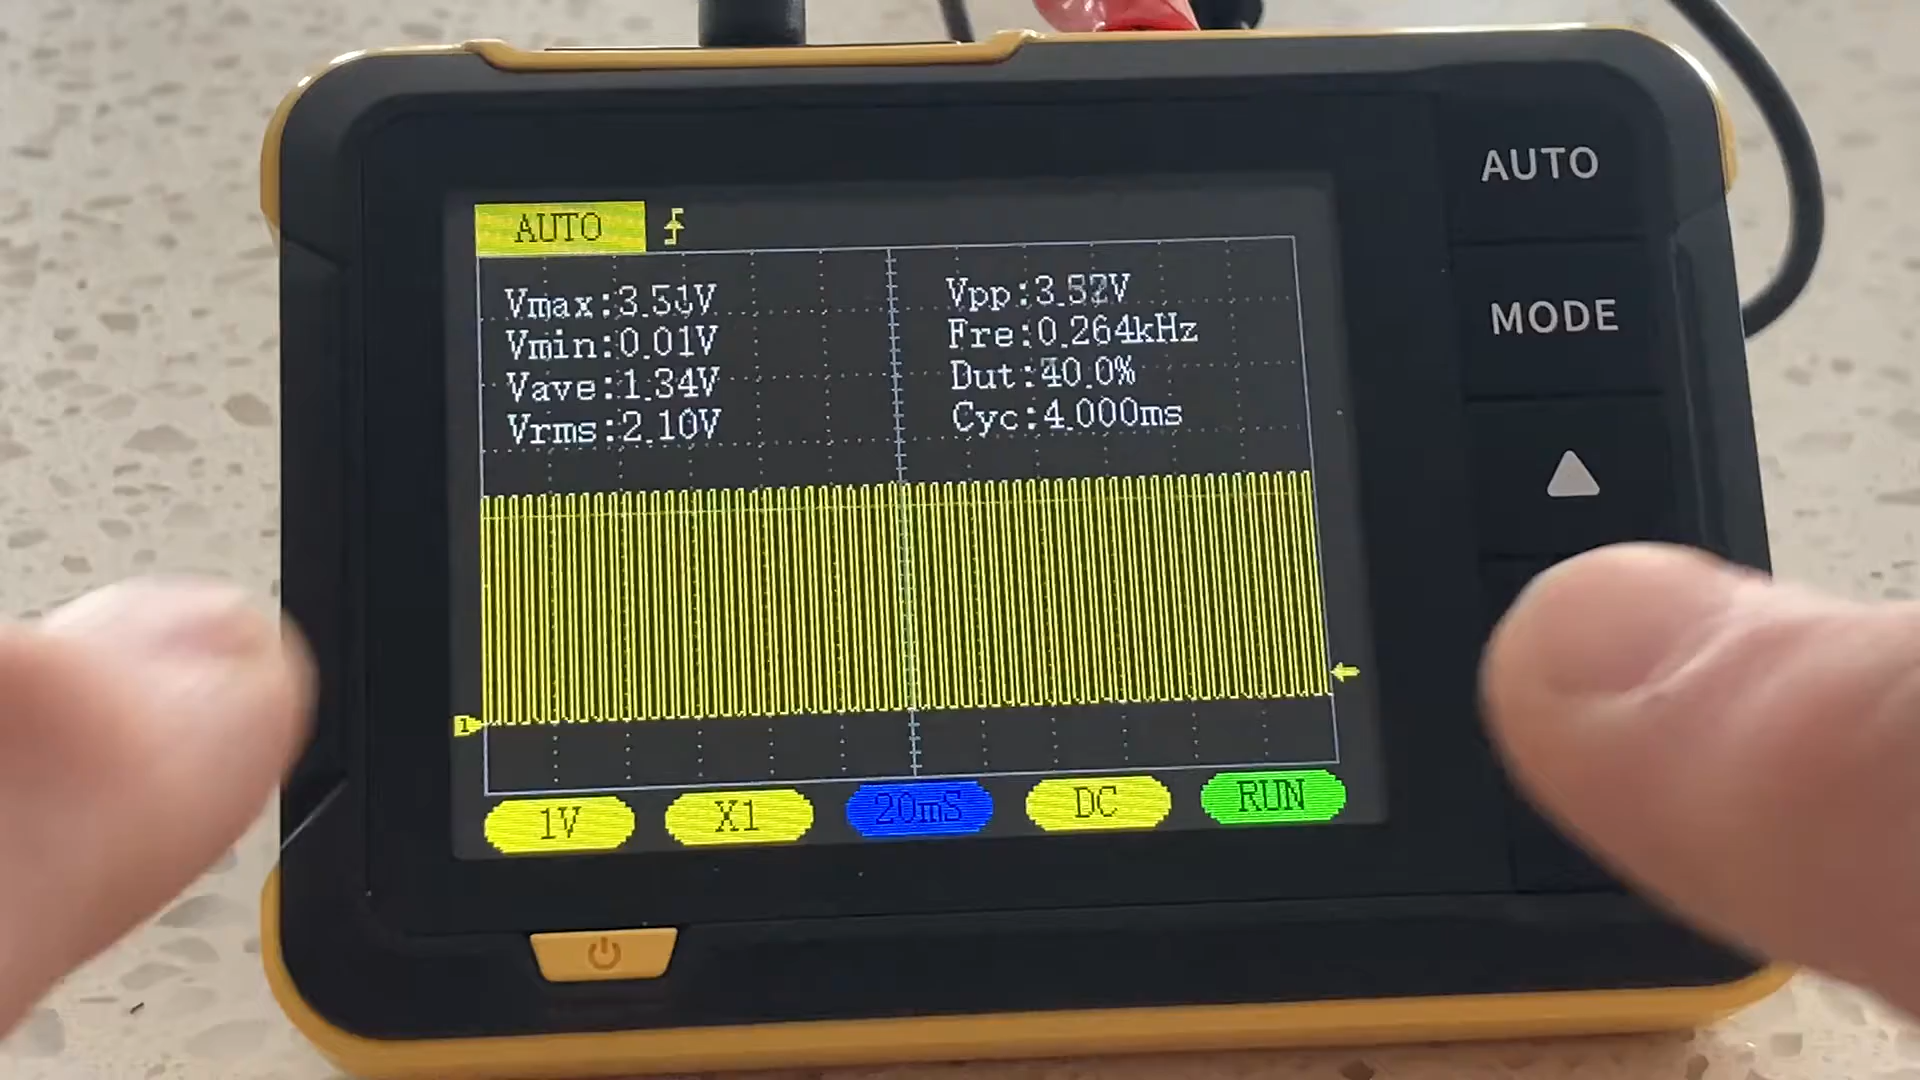 AUTO
AUTO
Vmax:3.51V
Vpp:3.52V
Vmin:0.01V
Fre:0.264kHz
Vave:1.34V
Dut:40.0%
Vrms:2.10V
Cyc:4.000ms
MODE
1
1V
X1
20mS
DC
RUN